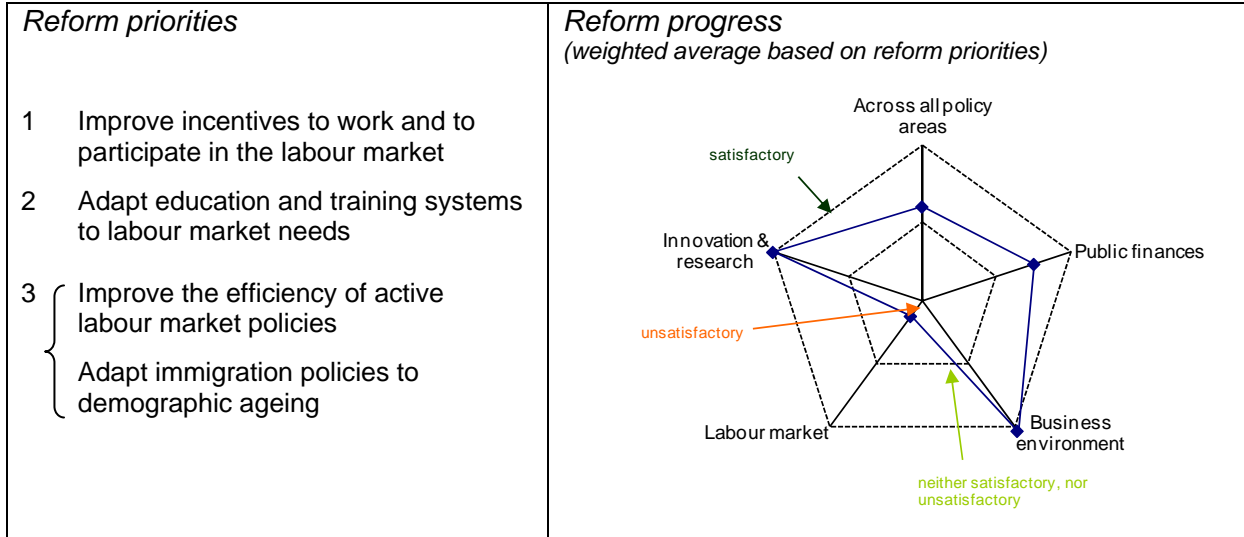 Reform priorities
1 Improve incentives to work and to
participate in the labour market
2 Adapt education and training systems
to labour market needs
3 Improve the efficiency of active
labour market policies
Adapt immigration policies to
demographic ageing
Reform progress
(weighted average based on reform priorities)
Across all policy
areas
satisfactory
Innovation &
research
Public finances
unsatisfactory
Labour market
Business
environment
neither satisfactory, nor
unsatisfactory